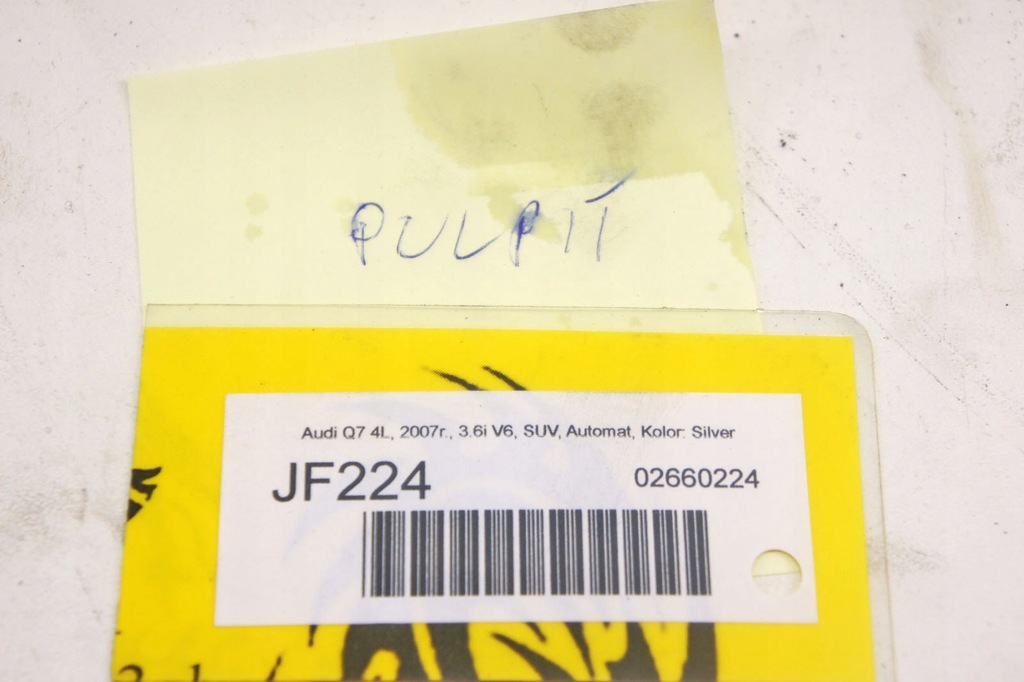 PULPIT
Audi Q7 4L, 2007r., 3.6i V6, SUV, Automat, Kolor: Silver
JF224 02660224